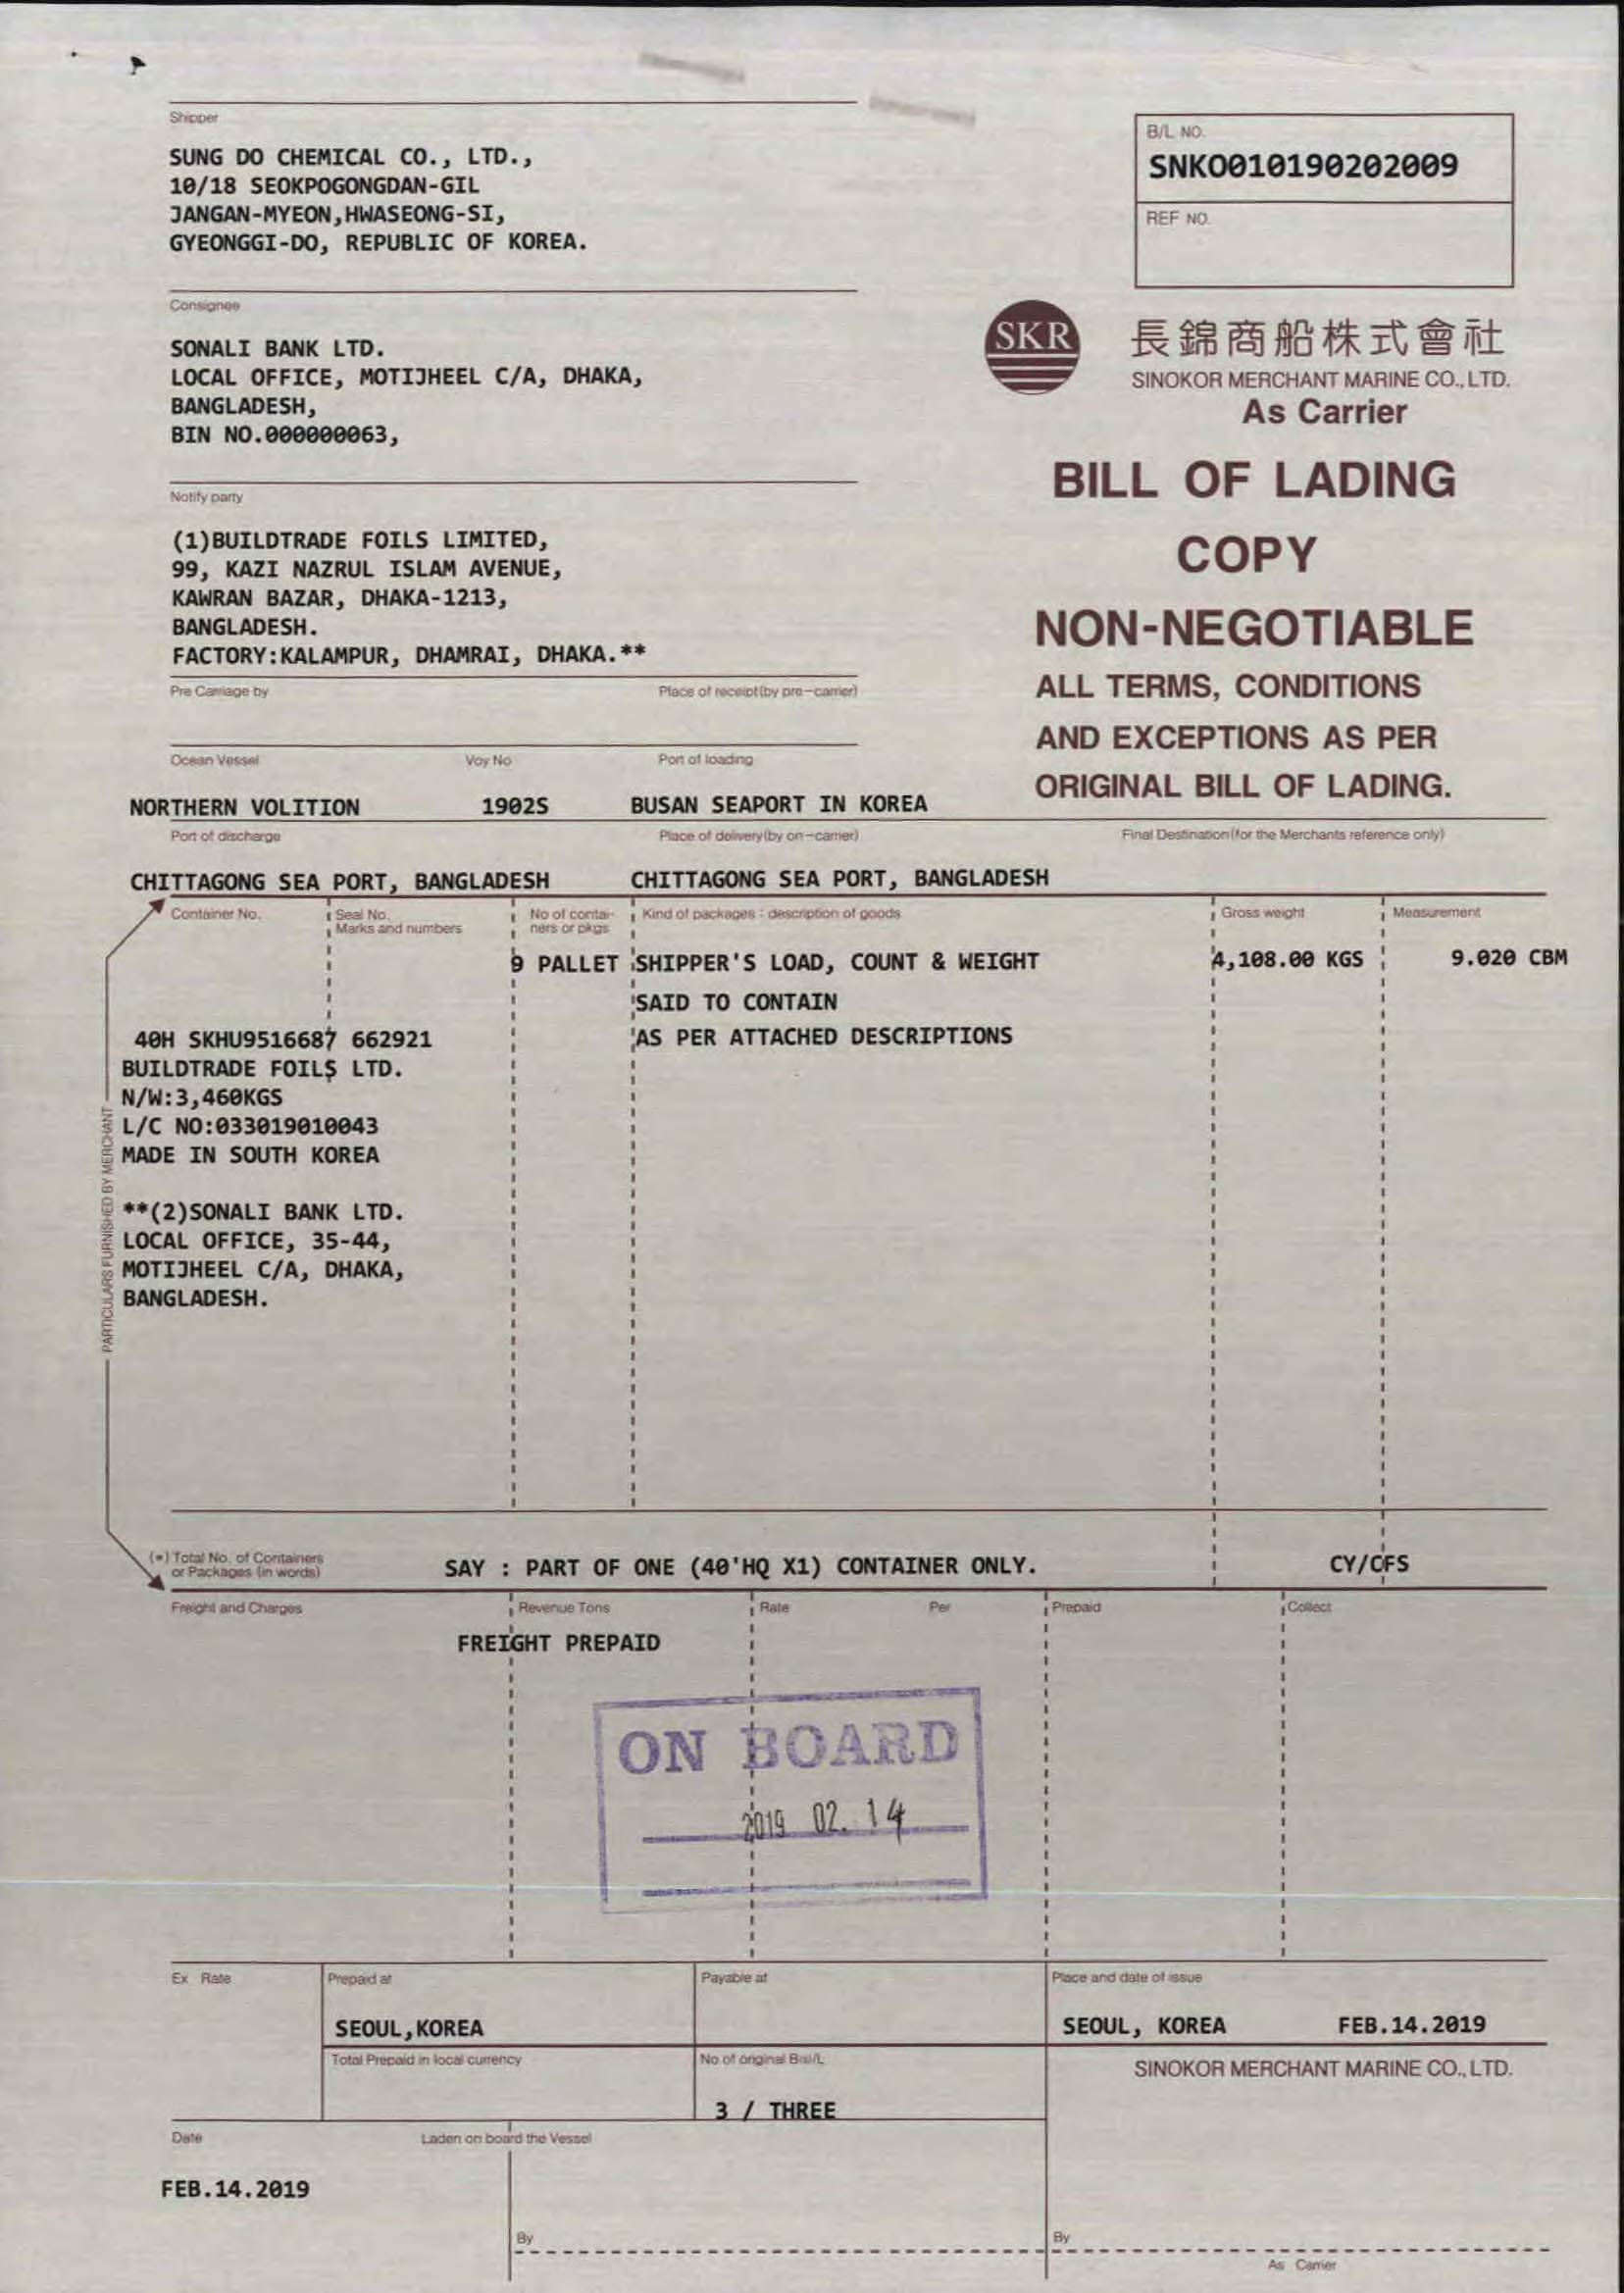 Shipper
SUNG DO CHEMICAL CO., LTD.,
10/18 SEOKPOGONGDAN-GIL
JANGAN-MYEON,HWASEONG-SI,
GYEONGGI-DO, REPUBLIC OF KOREA.
B/L NO.
SNKO010190202009
REF NO.
Consignee
SONALI BANK LTD.
LOCAL OFFICE, MOTIJHEEL C/A, DHAKA,
BANGLADESH,
BIN NO.000000063,
SKR
長錦商船株式會社
SINOKOR MERCHANT MARINE CO., LTD.
As Carrier
BILL OF LADING
COPY
NON-NEGOTIABLE
ALL TERMS, CONDITIONS
AND EXCEPTIONS AS PER
ORIGINAL BILL OF LADING.
Notify party
(1)BUILDTRADE FOILS LIMITED,
99, KAZI NAZRUL ISLAM AVENUE,
KAWRAN BAZAR, DHAKA-1213,
BANGLADESH.
FACTORY:KALAMPUR, DHAMRAI, DHAKA.**
Pre Carriage by Place of receipt(by pre-carrier)
Ocean Vessel Voy No Port of loading
NORTHERN VOLITION 1902S BUSAN SEAPORT IN KOREA
Port of discharge Place of delivery(by on-carrier) Final Destination(for the Merchants reference only)
CHITTAGONG SEA PORT, BANGLADESH CHITTAGONG SEA PORT, BANGLADESH
Container No. Seal No. No of contai- Kind of packages : description of goods Gross weight Measurement
Marks and numbers ners or pkgs
9 PALLET SHIPPER'S LOAD, COUNT & WEIGHT 4,108.00 KGS 9.020 CBM
SAID TO CONTAIN
40H SKHU9516687 662921 AS PER ATTACHED DESCRIPTIONS
BUILDTRADE FOILS LTD.
N/W:3,460KGS
L/C NO:033019010043
MADE IN SOUTH KOREA
**(2)SONALI BANK LTD.
LOCAL OFFICE, 35-44,
MOTIJHEEL C/A, DHAKA,
BANGLADESH.
PARTICULARS FURNISHED BY MERCHANT
(*) Total No. of Containers
or Packages (in words)
SAY : PART OF ONE (40'HQ X1) CONTAINER ONLY. CY/CFS
Freight and Charges Revenue Tons Rate Per Prepaid Collect
FREIGHT PREPAID
ON BOARD
2019 02. 14
Ex Rate Prepaid at Payable at Place and date of issue
SEOUL,KOREA SEOUL, KOREA FEB.14.2019
Total Prepaid in local currency No of original B(s)/L SINOKOR MERCHANT MARINE CO., LTD.
3 / THREE
Date Laden on board the Vessel
FEB.14.2019
By By
As Carrier